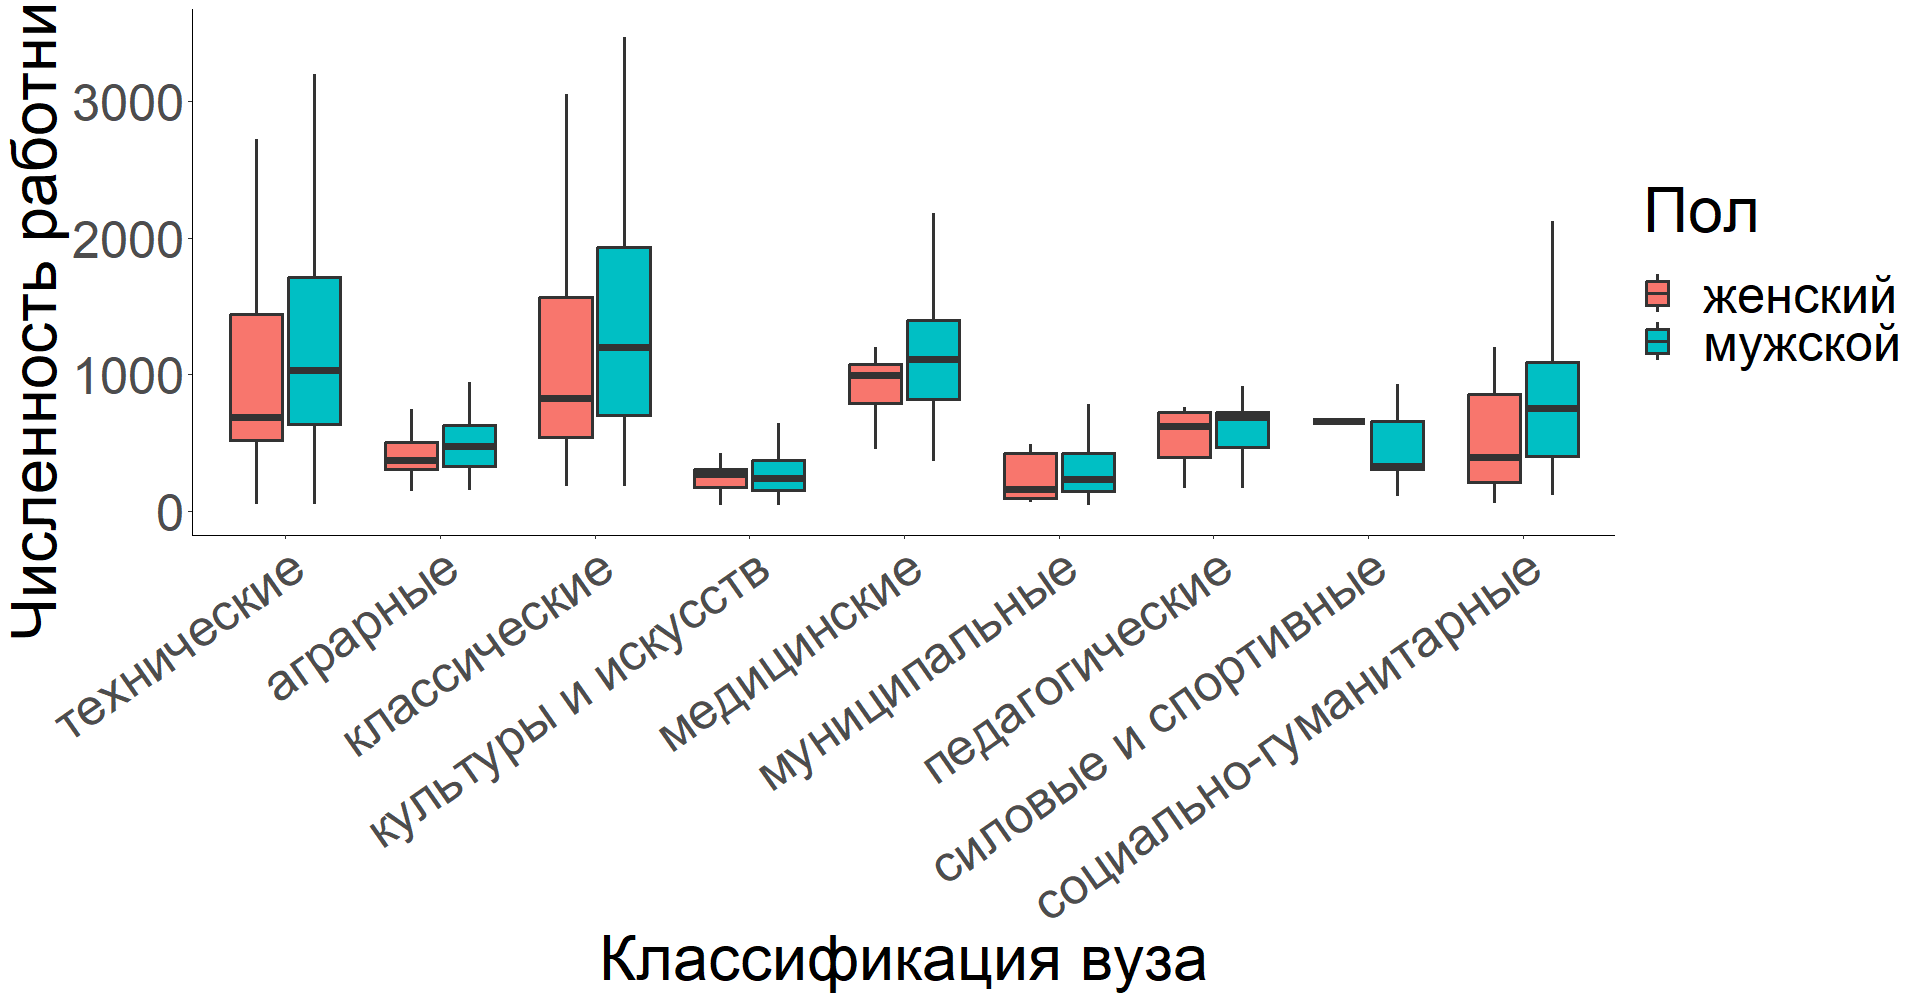 Численность работни
3000
2000
1000
0
технические
аграрные
классические
культуры и искусств
медицинские
муниципальные
педагогические
силовые и спортивные
социально-гуманитарные
Классификация вуза
Пол
женский
мужской